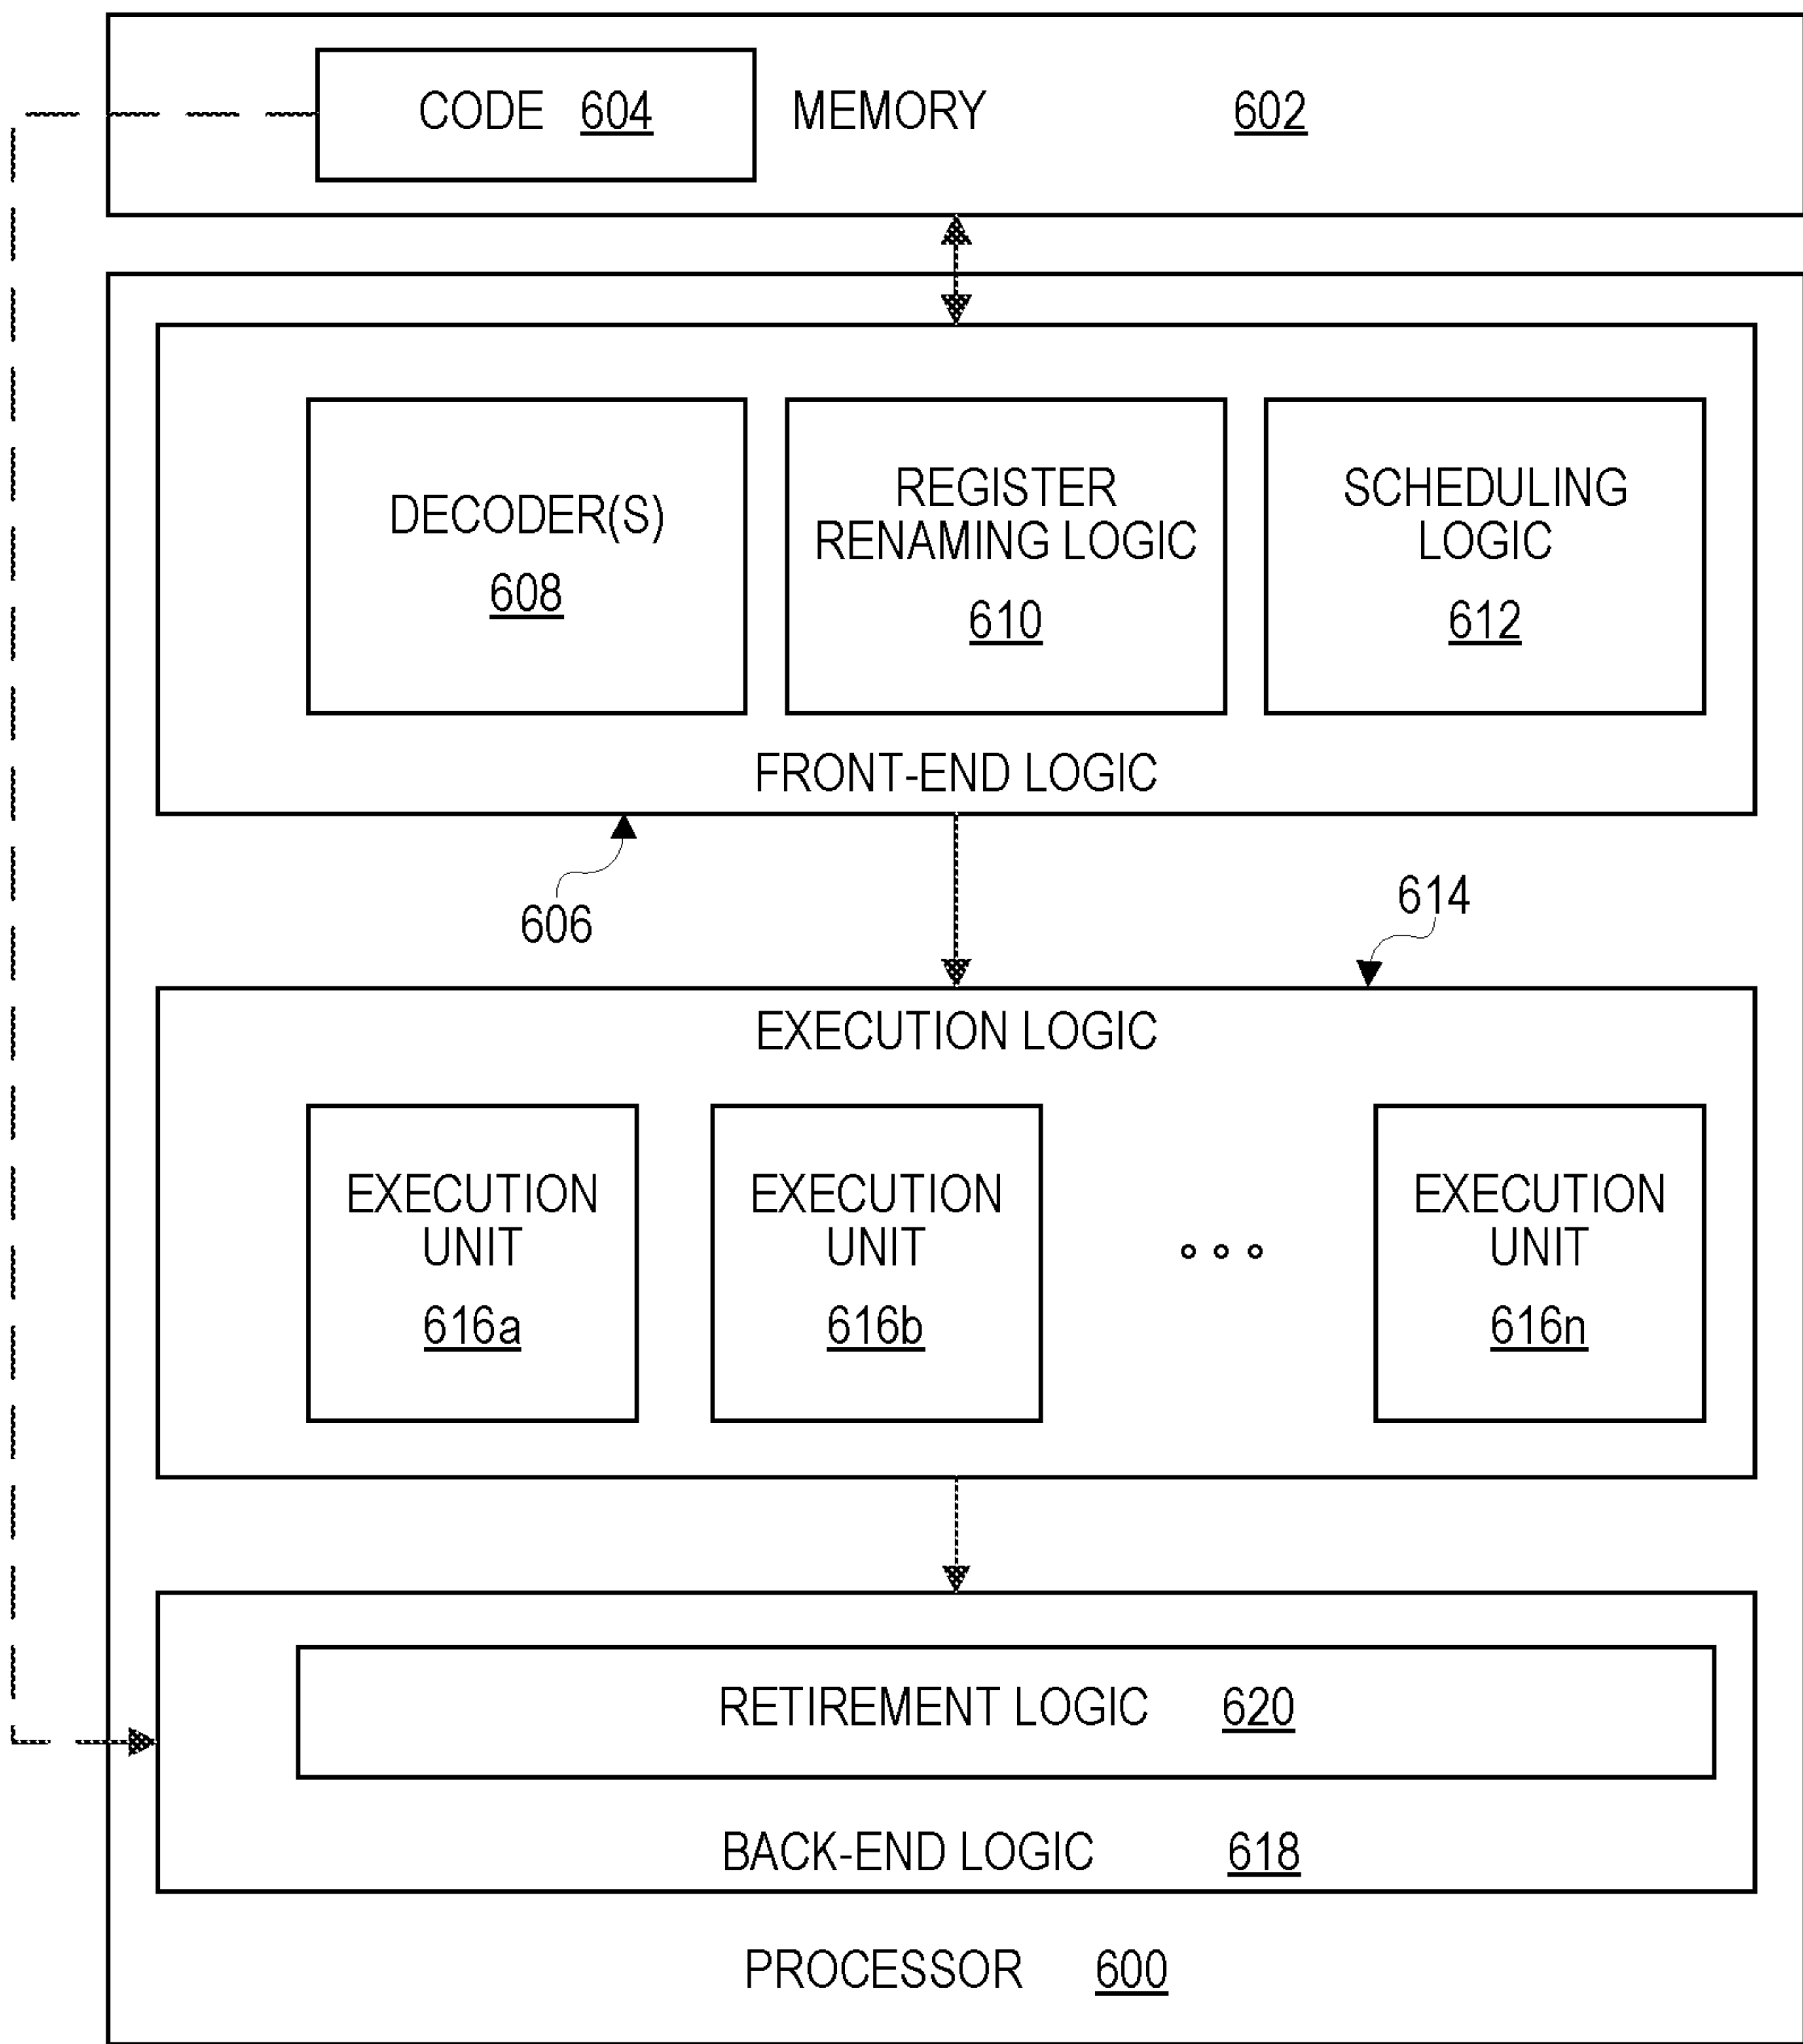 CODE 604 MEMORY 602
DECODER(S)
608
REGISTER
RENAMING LOGIC
610
SCHEDULING
LOGIC
612
FRONT-END LOGIC
606
614
EXECUTION LOGIC
EXECUTION
UNIT
616a
EXECUTION
UNIT
616b
EXECUTION
UNIT
616n
RETIREMENT LOGIC 620
BACK-END LOGIC 618
PROCESSOR 600